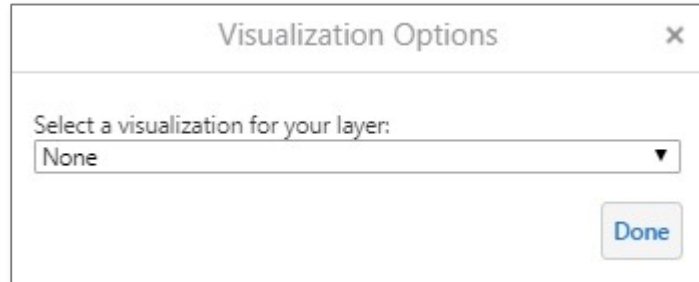 Visualization Options ×
Select a visualization for your layer:
None
Done